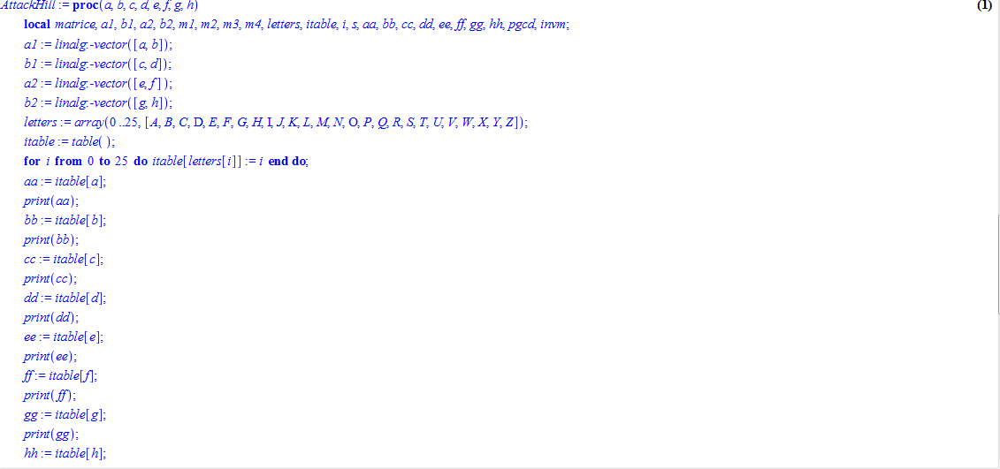 AttackHill := proc(a, b, c, d, e, f, g, h) (1)
local matrice, a1, b1, a2, b2, m1, m2, m3, m4, letters, itable, i, s, aa, bb, cc, dd, ee, ff, gg, hh, pgcd, invm;
a1 := linalg:-vector([a, b]);
b1 := linalg:-vector([c, d]);
a2 := linalg:-vector([e, f]);
b2 := linalg:-vector([g, h]);
letters := array(0 ..25, [A, B, C, D, E, F, G, H, I, J, K, L, M, N, O, P, Q, R, S, T, U, V, W, X, Y, Z]);
itable := table( );
for i from 0 to 25 do itable[letters[i]] := i end do;
aa := itable[a];
print(aa);
bb := itable[b];
print(bb);
cc := itable[c];
print(cc);
dd := itable[d];
print(dd);
ee := itable[e];
print(ee);
ff := itable[f];
print(ff);
gg := itable[g];
print(gg);
hh := itable[h];